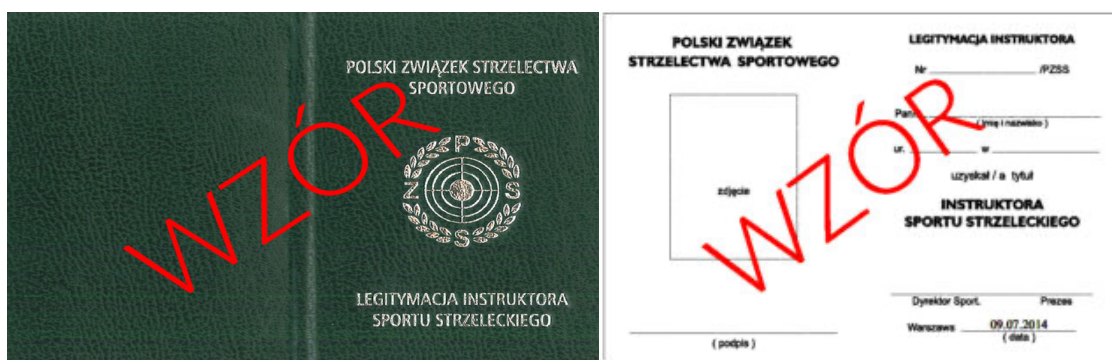 POLSKI ZWIĄZEK STRZELECTWA
SPORTOWEGO
P
Z S
S
LEGITYMACJA INSTRUKTORA
SPORTU STRZELECKIEGO
WZÓR
POLSKI ZWIĄZEK
STRZELECTWA SPORTOWEGO
zdjęcie
( podpis )
LEGITYMACJA INSTRUKTORA
Nr /PZSS
Pan
( imię i nazwisko )
ur. w
uzyskał / a tytuł
INSTRUKTORA
SPORTU STRZELECKIEGO
Dyrektor Sport. Prezes
Warszawa 09.07.2014
( data )
WZÓR